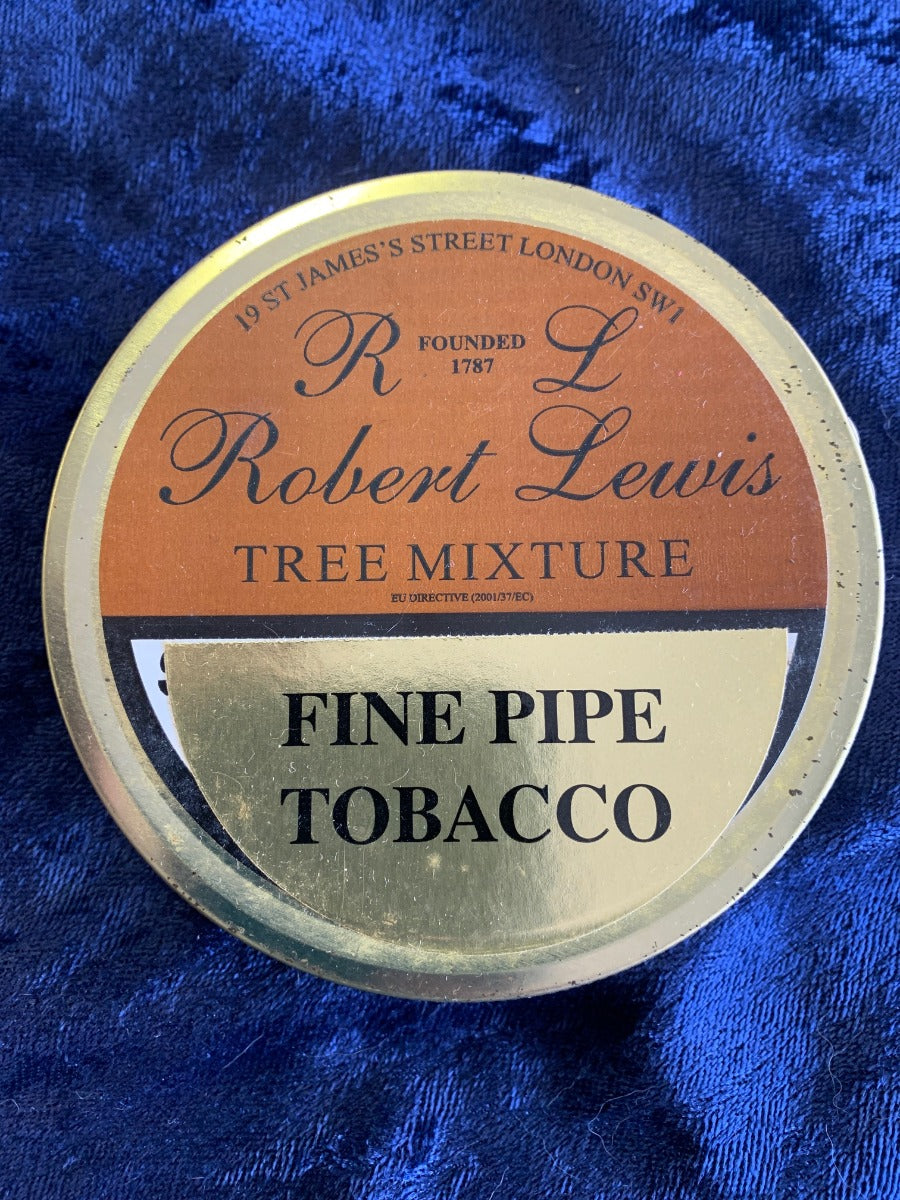 19 ST JAMES'S STREET LONDON SW1
R FOUNDED L
1787
Robert Lewis
TREE MIXTURE
EU DIRECTIVE (2001/37/EC)
FINE PIPE
TOBACCO